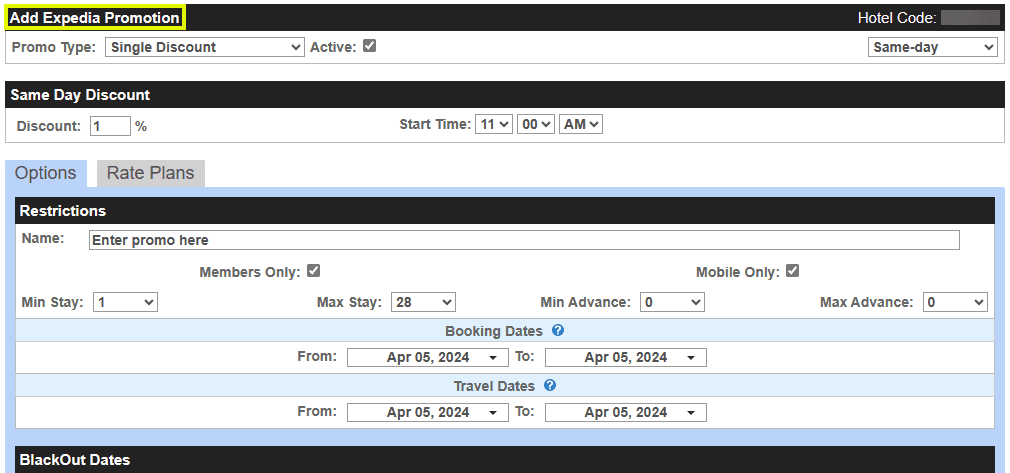 Add Expedia Promotion Hotel Code:
Promo Type: Single Discount Active: Same-day
Same Day Discount
Discount: 1 % Start Time: 11 00 AM
Options Rate Plans
Restrictions
Name: Enter promo here
Members Only: Mobile Only:
Min Stay: 1 Max Stay: 28 Min Advance: 0 Max Advance: 0
Booking Dates ?
From: Apr 05, 2024 To: Apr 05, 2024
Travel Dates ?
From: Apr 05, 2024 To: Apr 05, 2024
BlackOut Dates